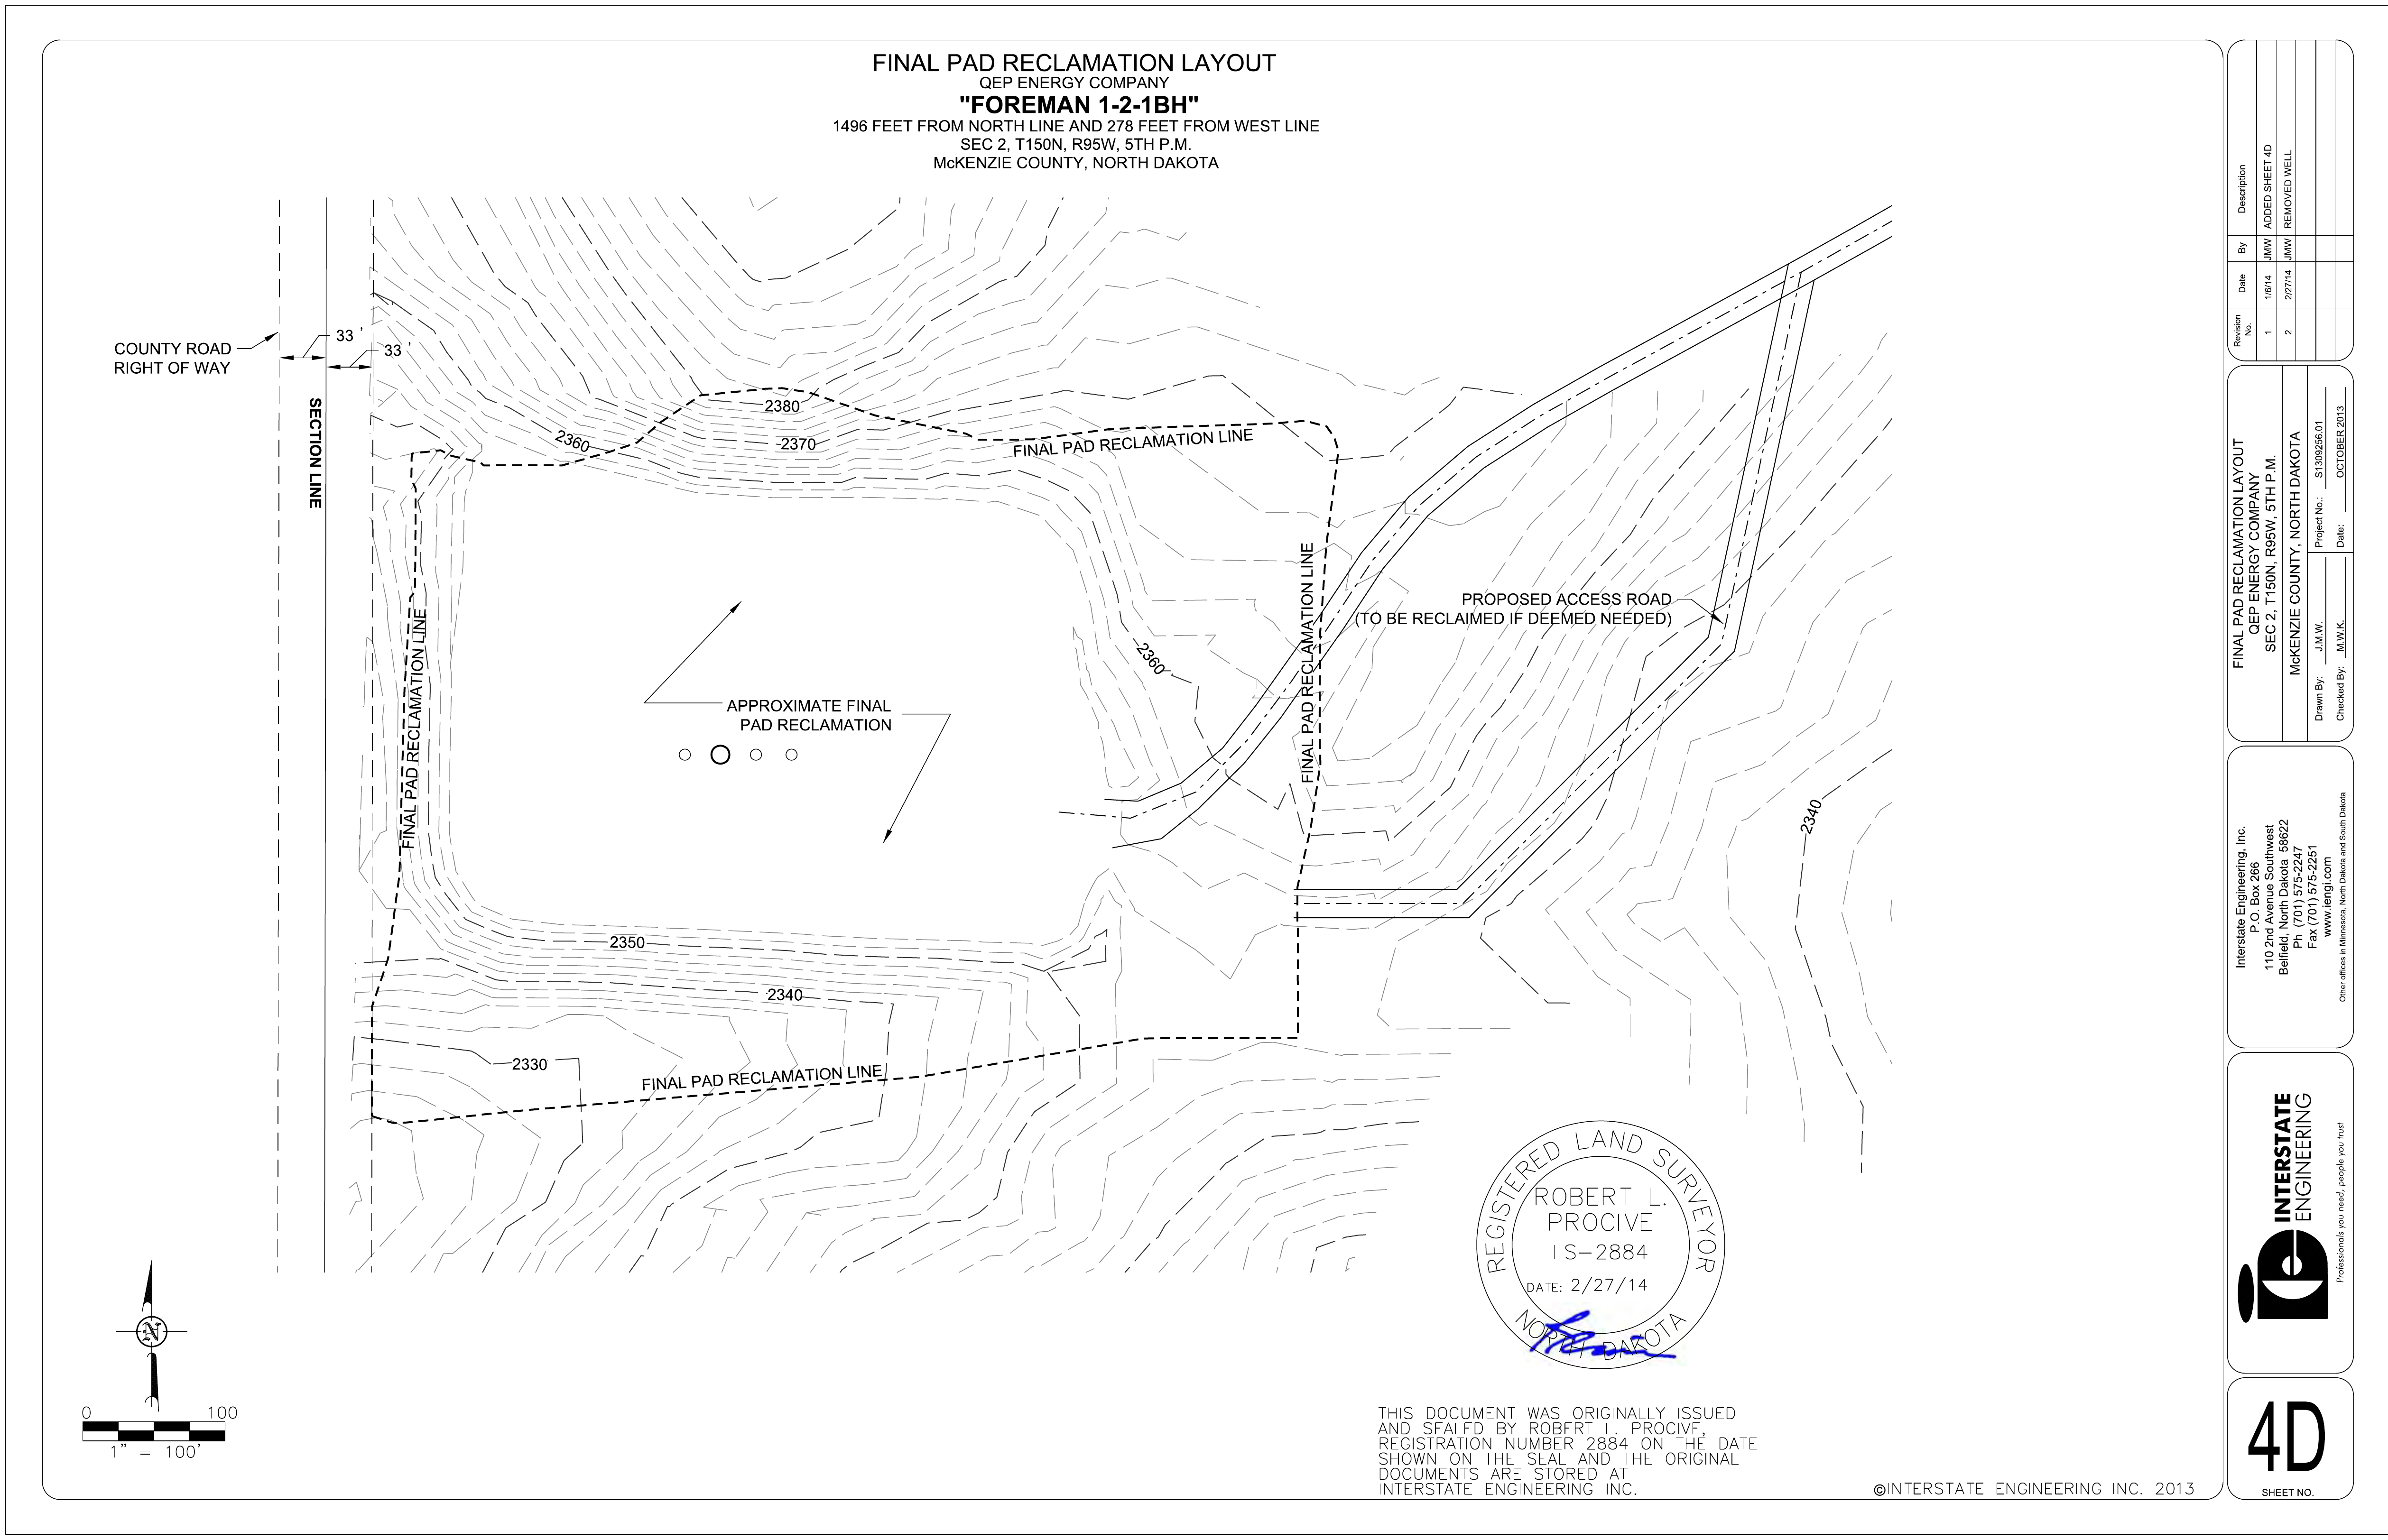 FINAL PAD RECLAMATION LAYOUT
QEP ENERGY COMPANY
"FOREMAN 1-2-1BH"
1496 FEET FROM NORTH LINE AND 278 FEET FROM WEST LINE
SEC 2, T150N, R95W, 5TH P.M.
McKENZIE COUNTY, NORTH DAKOTA
COUNTY ROAD
RIGHT OF WAY
33 '
33 '
SECTION LINE
2380
2370
2360
FINAL PAD RECLAMATION LINE
FINAL PAD RECLAMATION LINE
FINAL PAD RECLAMATION LINE
PROPOSED ACCESS ROAD
(TO BE RECLAIMED IF DEEMED NEEDED)
2360
APPROXIMATE FINAL
PAD RECLAMATION
2340
2350
2340
2330
FINAL PAD RECLAMATION LINE
REGISTERED LAND SURVEYOR
ROBERT L.
PROCIVE
LS-2884
DATE: 2/27/14
NORTH DAKOTA
N
0 100
1" = 100'
THIS DOCUMENT WAS ORIGINALLY ISSUED
AND SEALED BY ROBERT L. PROCIVE,
REGISTRATION NUMBER 2884 ON THE DATE
SHOWN ON THE SEAL AND THE ORIGINAL
DOCUMENTS ARE STORED AT
INTERSTATE ENGINEERING INC.
©INTERSTATE ENGINEERING INC. 2013
Revision No. Date By Description
1 1/6/14 JMW ADDED SHEET 4D
2 2/27/14 JMW REMOVED WELL
FINAL PAD RECLAMATION LAYOUT
QEP ENERGY COMPANY
SEC 2, T150N, R95W, 5TH P.M.
McKENZIE COUNTY, NORTH DAKOTA
Drawn By: J.M.W. Project No.: S1309256.01
Checked By: M.W.K. Date: OCTOBER 2013
Interstate Engineering, Inc.
P.O. Box 266
110 2nd Avenue Southwest
Belfield, North Dakota 58622
Ph (701) 575-2247
Fax (701) 575-2251
www.iengi.com
Other offices in Minnesota, North Dakota and South Dakota
INTERSTATE
ENGINEERING
Professionals you need, people you trust
4D
SHEET NO.